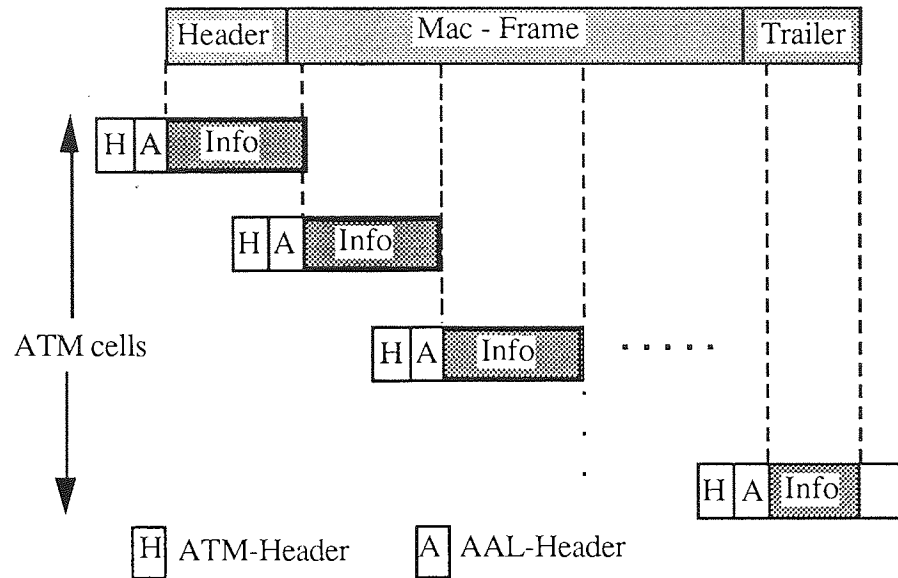 Header Mac - Frame Trailer
H A Info
H A Info
H A Info
ATM cells
H A Info
H ATM-Header A AAL-Header